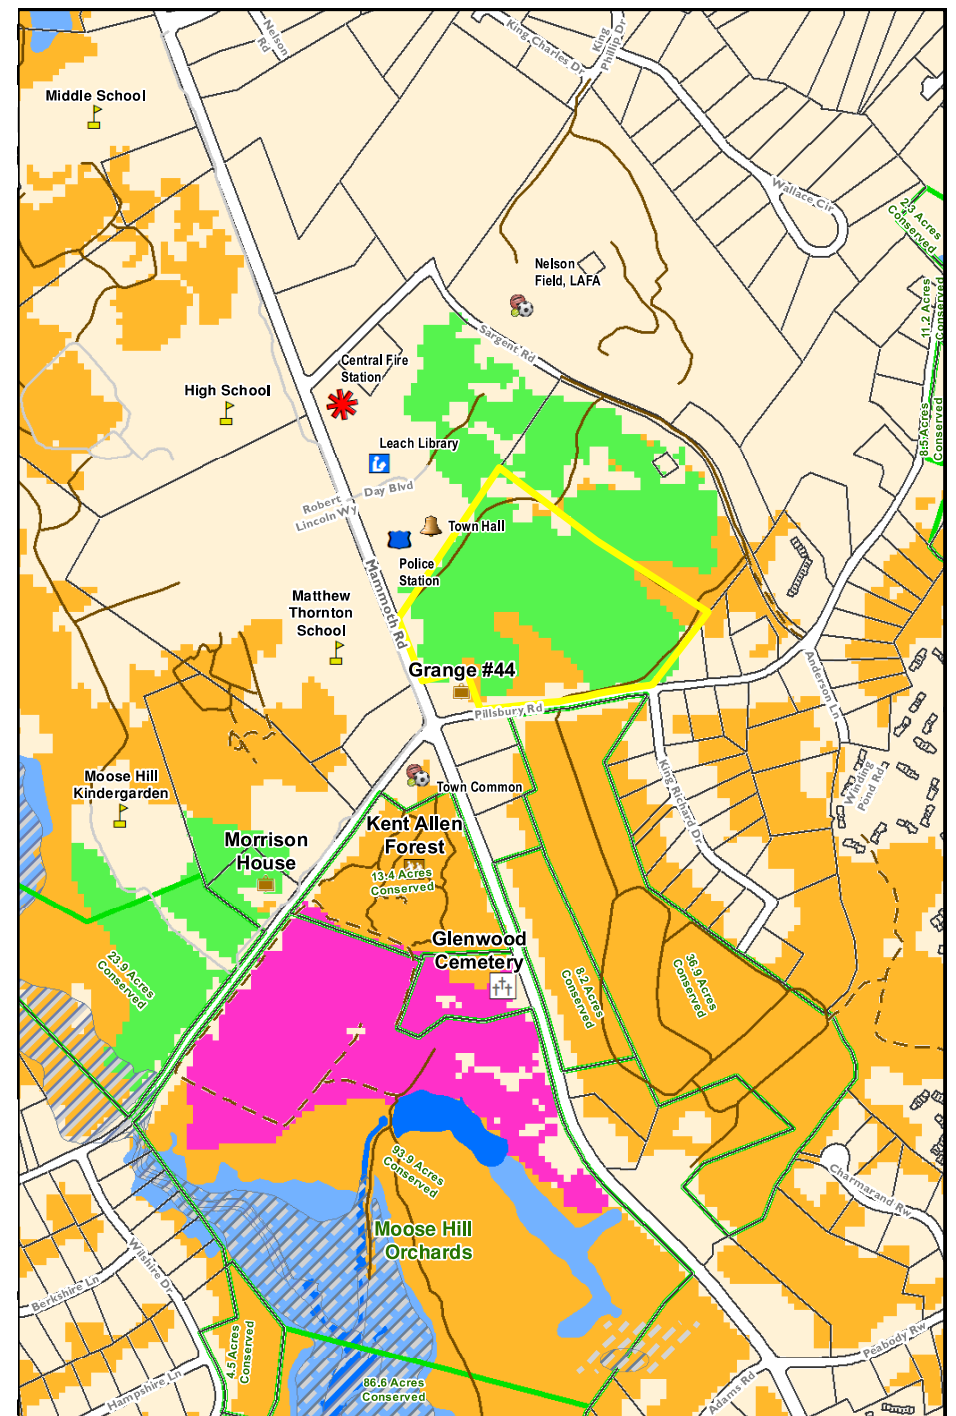 Nelson
Rd
King Charles Dr
King
Phillip Dr
Middle School
Wallace Cir
2.3 Acres
Conserved
Nelson
Field, LAFA
11.2 Acres
Conserved
Sargent Rd
Central Fire
Station
High School
8.5 Acres
Conserved
Leach Library
Robert
Lincoln Wy
Day Blvd
Town Hall
Police
Station
Mammoth Rd
Matthew
Thornton
School
Grange #44
Pillsbury Rd
Anderson Ln
Moose Hill
Kindergarden
Town Common
King Richard Dr
Winding
Pond Rd
Morrison
House
Kent Allen
Forest
13.4 Acres
Conserved
Glenwood
Cemetery
23.9 Acres
Conserved
8.2 Acres
Conserved
36.9 Acres
Conserved
93.9 Acres
Conserved
Charmarand Rw
Moose Hill
Orchards
Wilshire Dr
Berkshire Ln
4.5 Acres
Conserved
Hampshire Ln
86.6 Acres
Conserved
Adams Rd
Peabody Rw